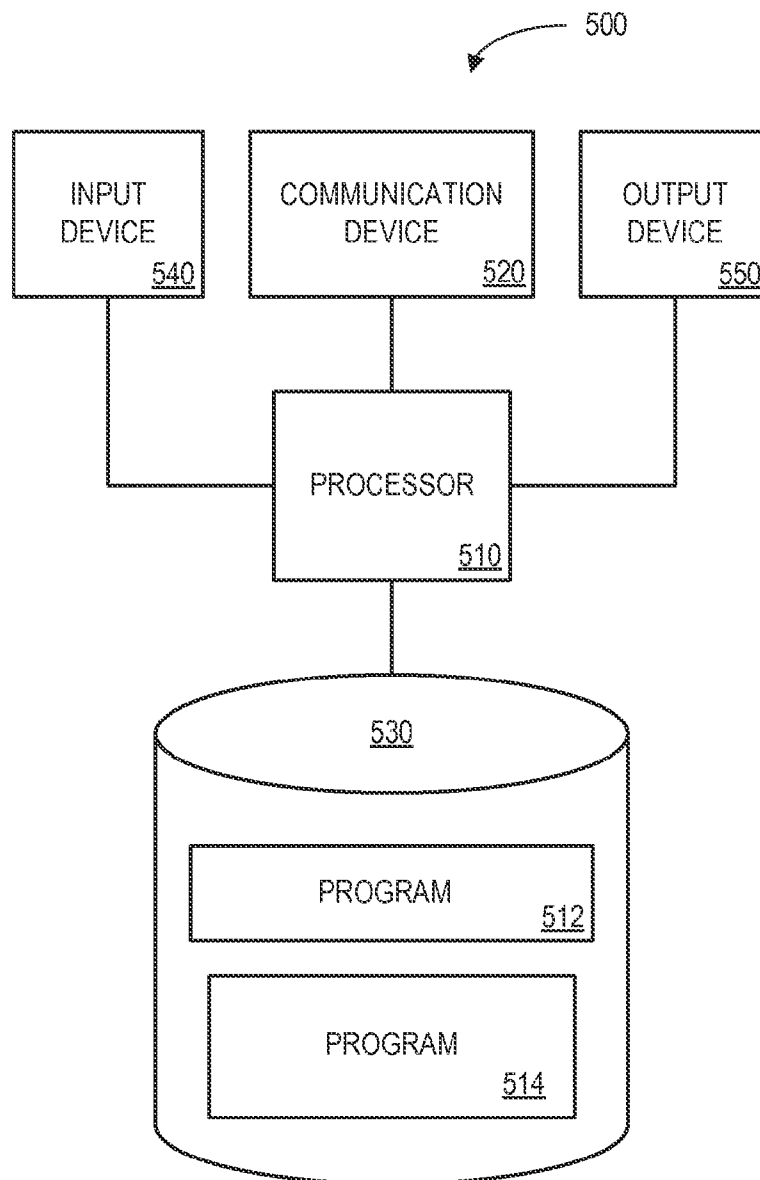 500
INPUT
DEVICE
540
COMMUNICATION
DEVICE
520
OUTPUT
DEVICE
550
PROCESSOR
510
530
PROGRAM
512
PROGRAM
514